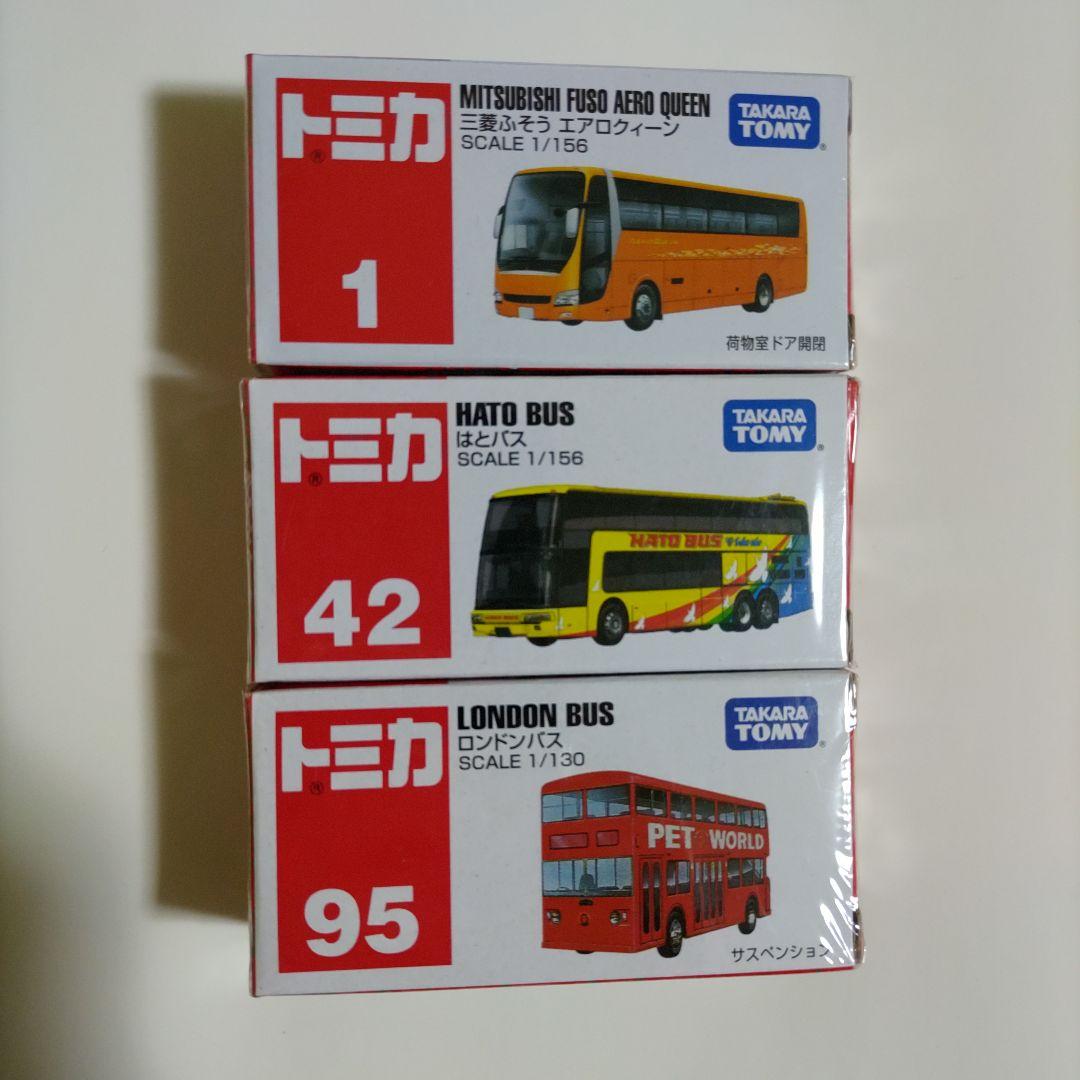 トミカ
®
1
MITSUBISHI FUSO AERO QUEEN
三菱ふそう エアロクィーン
SCALE 1/156
TAKARA
TOMY®
荷物室ドア開閉
トミカ
®
42
HATO BUS
はとバス
SCALE 1/156
TAKARA
TOMY®
HATO BUS
トミカ
®
95
LONDON BUS
ロンドンバス
SCALE 1/130
TAKARA
TOMY®
PET WORLD
サスペンション